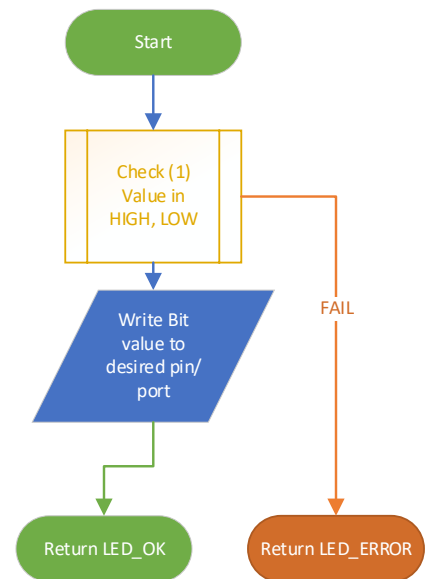 Start
Check (1)
Value in
HIGH, LOW
Write Bit
value to
desired pin/
port
FAIL
Return LED_OK
Return LED_ERROR